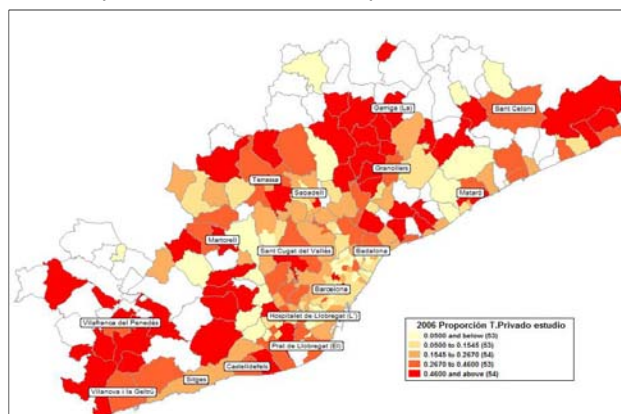 Garriga (La)
Sant Celoni
Granollers
Terrassa
Sabadell
Mataró
Martorell
Sant Cugat del Vallès
Badalona
Barcelona
Vilafranca del Penedès
Hospitalet de Llobregat (L')
Prat de Llobregat (El)
Castelldefels
Sitges
Vilanova i la Geltrú
2006 Proporción T.Privado estudio
0.0500 and below (53)
0.0500 to 0.1545 (53)
0.1545 to 0.2670 (54)
0.2670 to 0.4600 (53)
0.4600 and above (54)